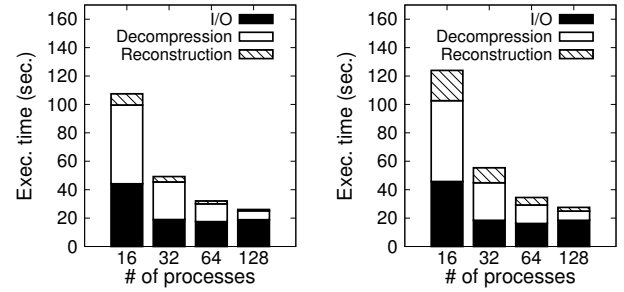 Exec. time (sec.)
160
140
120
100
80
60
40
20
0
I/O
Decompression
Reconstruction
16 32 64 128
# of processes
Exec. time (sec.)
160
140
120
100
80
60
40
20
0
I/O
Decompression
Reconstruction
16 32 64 128
# of processes